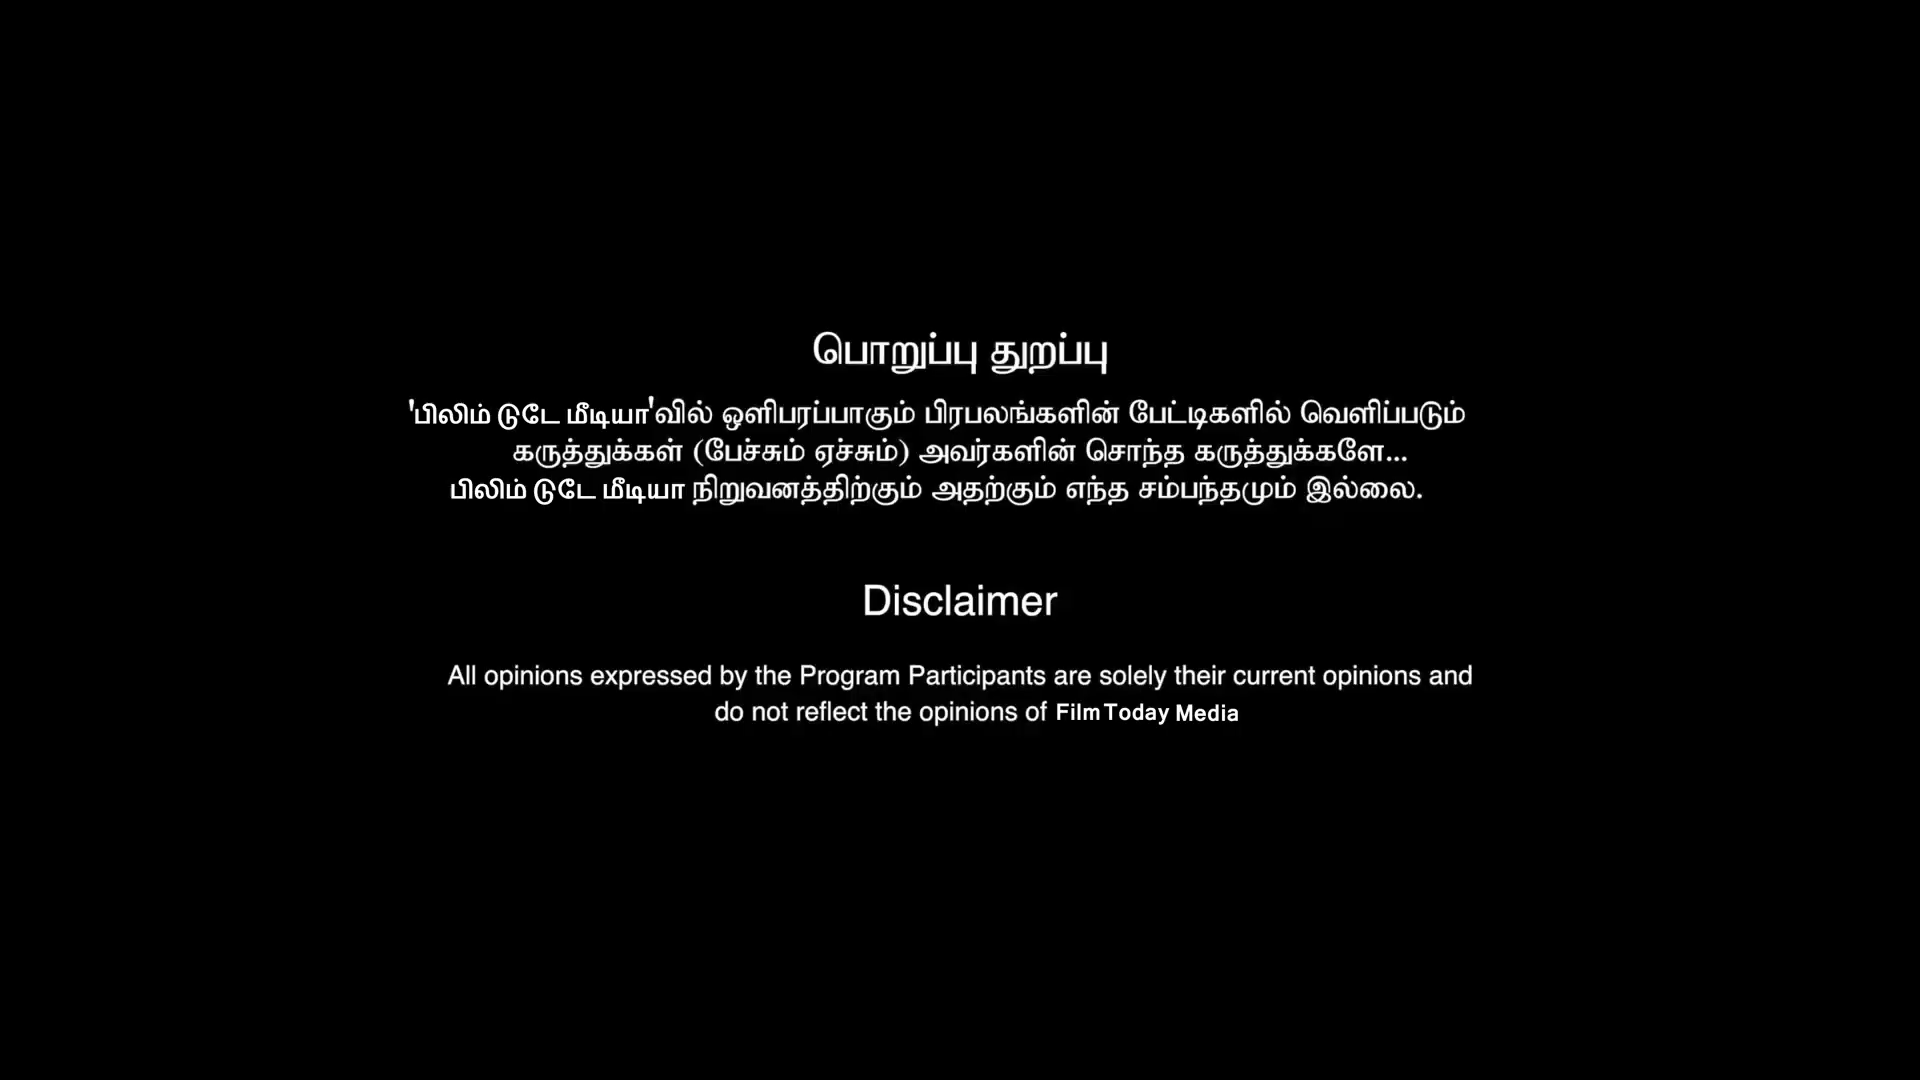 பொறுப்பு துறப்பு
'பிலிம் டுடே மீடியா'வில் ஒளிபரப்பாகும் பிரபலங்களின் பேட்டிகளில் வெளிப்படும்
கருத்துக்கள் (பேச்சும் ஏச்சும்) அவர்களின் சொந்த கருத்துக்களே...
பிலிம் டுடே மீடியா நிறுவனத்திற்கும் அதற்கும் எந்த சம்பந்தமும் இல்லை.
Disclaimer
All opinions expressed by the Program Participants are solely their current opinions and
do not reflect the opinions of Film Today Media